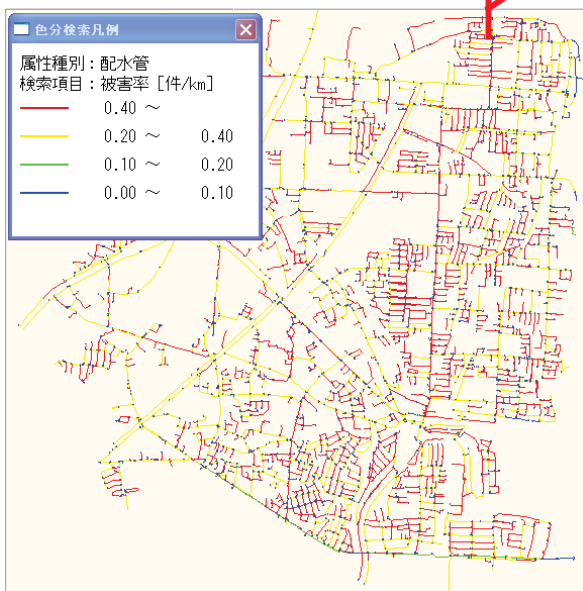 色分検索凡例
属性種別：配水管
検索項目：被害率 [件/km]
0.40 ～
0.20 ～ 0.40
0.10 ～ 0.20
0.00 ～ 0.10